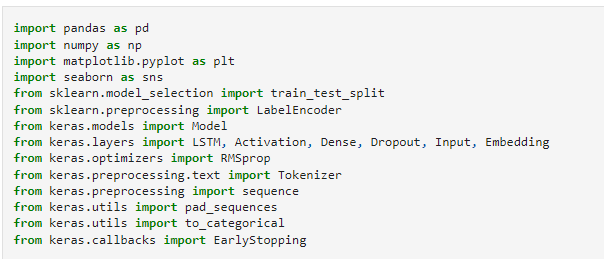 import pandas as pd
import numpy as np
import matplotlib.pyplot as plt
import seaborn as sns
from sklearn.model_selection import train_test_split
from sklearn.preprocessing import LabelEncoder
from keras.models import Model
from keras.layers import LSTM, Activation, Dense, Dropout, Input, Embedding
from keras.optimizers import RMSprop
from keras.preprocessing.text import Tokenizer
from keras.preprocessing import sequence
from keras.utils import pad_sequences
from keras.utils import to_categorical
from keras.callbacks import EarlyStopping